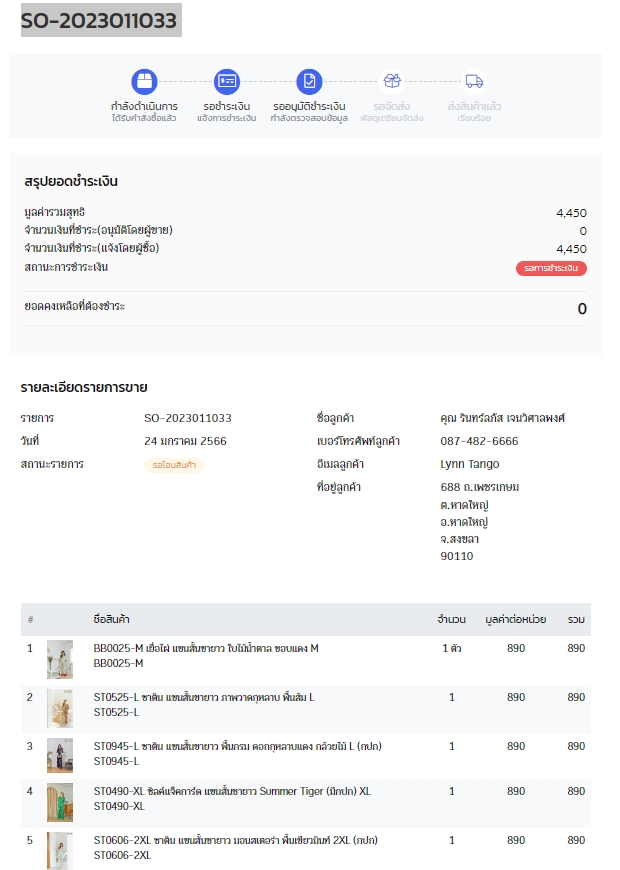 SO-2023011033
กำลังดำเนินการ รอชำระเงิน รออนุมัติชำระเงิน รอจัดส่ง ส่งสินค้าแล้ว
ได้รับคำสั่งซื้อแล้ว แจ้งการชำระเงิน กำลังตรวจสอบข้อมูล พัสดุเตรียมจัดส่ง เรียบร้อย
สรุปยอดชำระเงิน
มูลค่ารวมสุทธิ 4,450
จำนวนเงินที่ชำระ(อนุมัติโดยผู้ขาย) 0
จำนวนเงินที่ชำระ(แจ้งโดยผู้ซื้อ) 4,450
สถานะการชำระเงิน รอการชำระเงิน
ยอดคงเหลือที่ต้องชำระ 0
รายละเอียดรายการขาย
รายการ SO-2023011033 ชื่อลูกค้า คุณ รินทร์ลภัส เจนวิศาลพงศ์
วันที่ 24 มกราคม 2566 เบอร์โทรศัพท์ลูกค้า 087-482-6666
สถานะรายการ รอโอนสินค้า อีเมลลูกค้า Lynn Tango
ที่อยู่ลูกค้า 688 ถ.เพชรเกษม
ต.หาดใหญ่
อ.หาดใหญ่
จ.สงขลา
90110
# ชื่อสินค้า จำนวน มูลค่าต่อหน่วย รวม
1 BB0025-M เยื่อไผ่ แขนสั้นขายาว ใบไม้น้ำตาล ขอบแดง M 1 ตัว 890 890
BB0025-M
2 ST0525-L ซาติน แขนสั้นขายาว ภาพวาดกุหลาบ พื้นส้ม L 1 890 890
ST0525-L
3 ST0945-L ซาติน แขนสั้นขายาว พื้นกรม ดอกกุหลาบแดง กล้วยไม้ L (กปก) 1 890 890
ST0945-L
4 ST0490-XL ซิลค์แจ็คการ์ด แขนสั้นขายาว Summer Tiger (มีกปก) XL 1 890 890
ST0490-XL
5 ST0606-2XL ซาติน แขนสั้นขายาว มอนสเตอร่า พื้นเขียวมินท์ 2XL (กปก) 1 890 890
ST0606-2XL